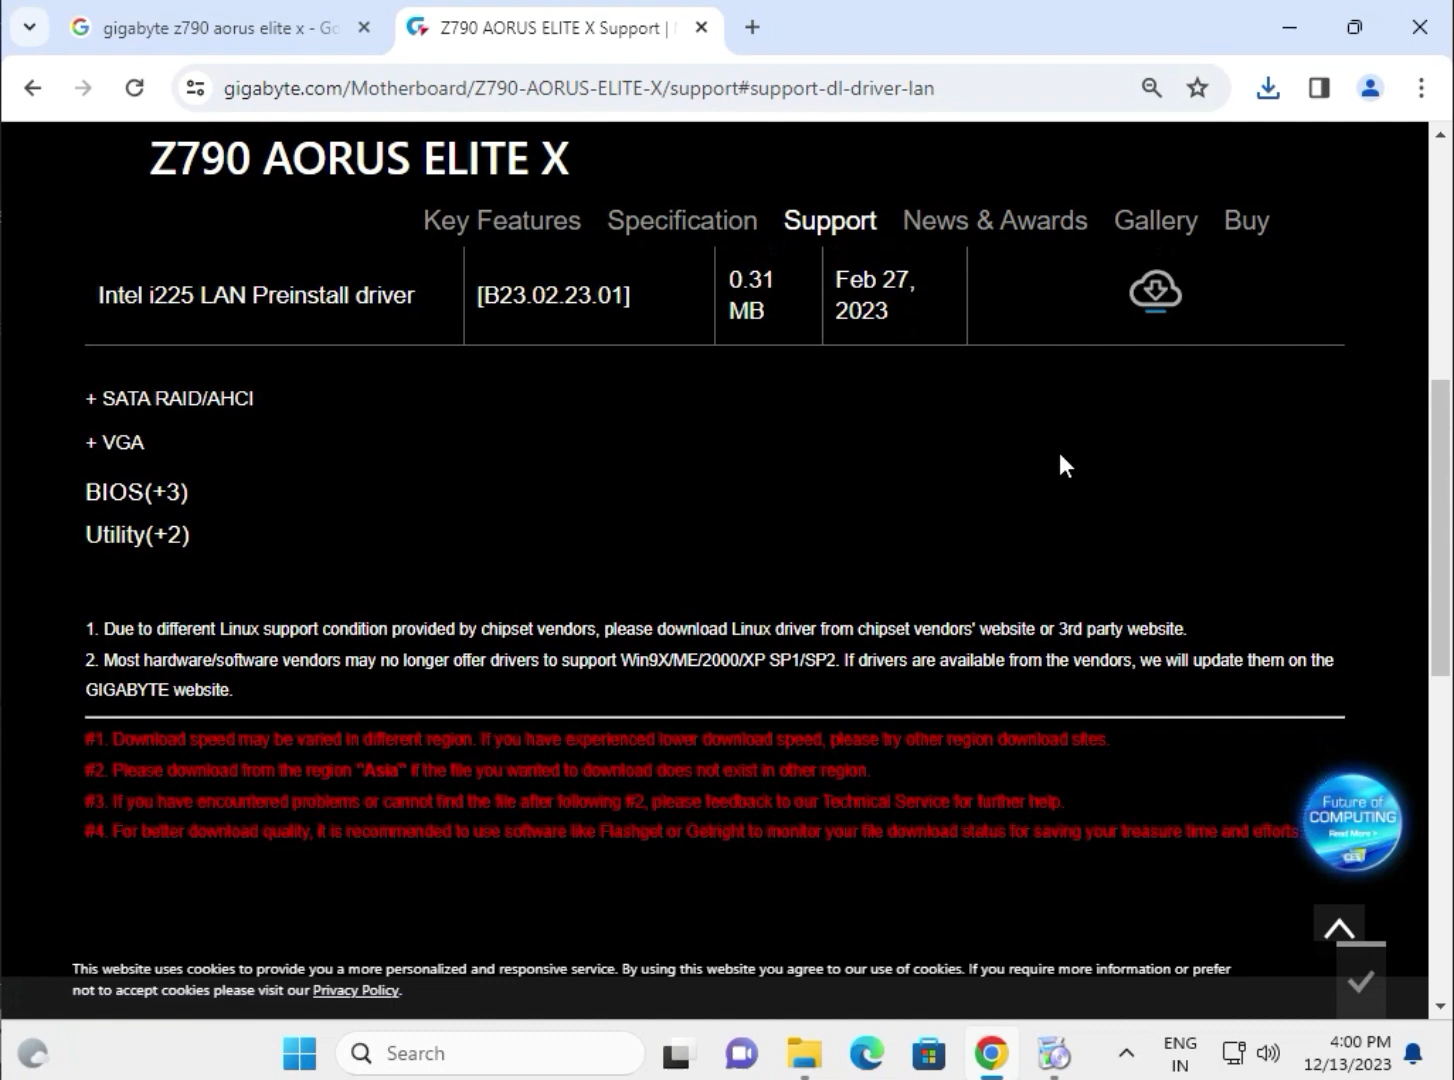 gigabyte z790 aorus elite x - Go
Z790 AORUS ELITE X Support |
gigabyte.com/Motherboard/Z790-AORUS-ELITE-X/support#support-dl-driver-lan
Z790 AORUS ELITE X
Key Features Specification Support News & Awards Gallery Buy
Intel i225 LAN Preinstall driver [B23.02.23.01] 0.31 MB Feb 27, 2023
+ SATA RAID/AHCI
+ VGA
BIOS(+3)
Utility(+2)
1. Due to different Linux support condition provided by chipset vendors, please download Linux driver from chipset vendors' website or 3rd party website.
2. Most hardware/software vendors may no longer offer drivers to support Win9X/ME/2000/XP SP1/SP2. If drivers are available from the vendors, we will update them on the
GIGABYTE website.
#1. Download speed may be varied in different region. If you have experienced lower download speed, please try other region download sites.
#2. Please download from the region "Asia" if the file you wanted to download does not exist in other region.
#3. If you have encountered problems or cannot find the file after following #2, please feedback to our Technical Service for further help.
#4. For better download quality, it is recommended to use software like Flashget or Getright to monitor your file download status for saving your treasure time and efforts.
Future of
COMPUTING
Read More >
CES
This website uses cookies to provide you a more personalized and responsive service. By using this website you agree to our use of cookies. If you require more information or prefer
not to accept cookies please visit our Privacy Policy.
Search
ENG
IN
4:00 PM
12/13/2023